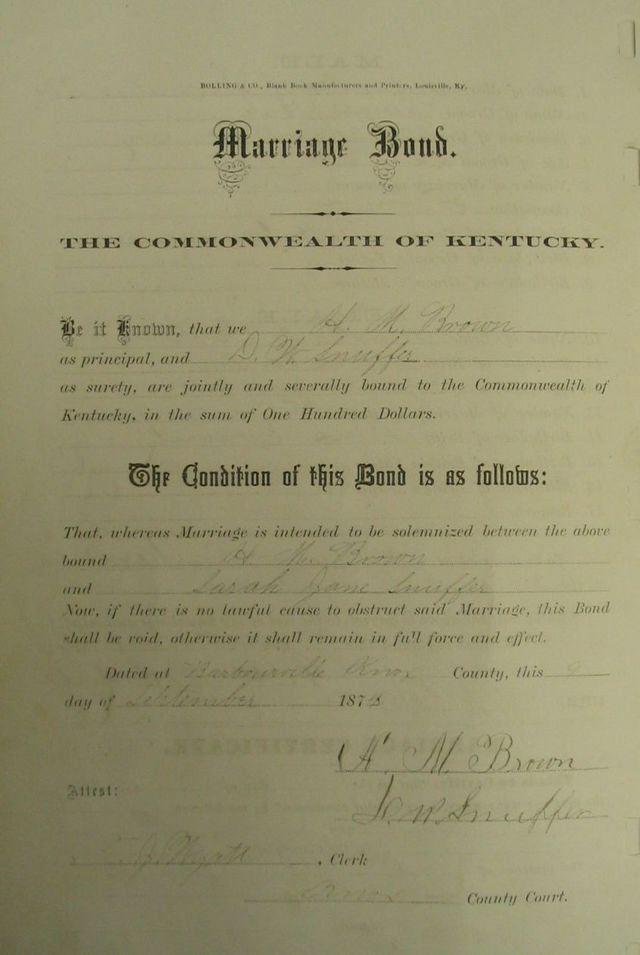 BOLLING & CO., Blank Book Manufacturers and Printers, Louisville, Ky.
Marriage Bond.
THE COMMONWEALTH OF KENTUCKY.
Be it Known, that we H. M. Brown
as principal, and D. W. Snuffer
as surety, are jointly and severally bound to the Commonwealth of
Kentucky, in the sum of One Hundred Dollars.
The Condition of this Bond is as follows:
That, whereas Marriage is intended to be solemnized between the above
bound H. M. Brown
and Sarah Jane Snuffer
Now, if there is no lawful cause to obstruct said Marriage, this Bond
shall be void, otherwise it shall remain in full force and effect.
Dated at Barbourville Knox County, this 9
day of September 187
H. M. Brown
Attest:
W. Snuffer
Wyatt, Clerk
Knox County Court.